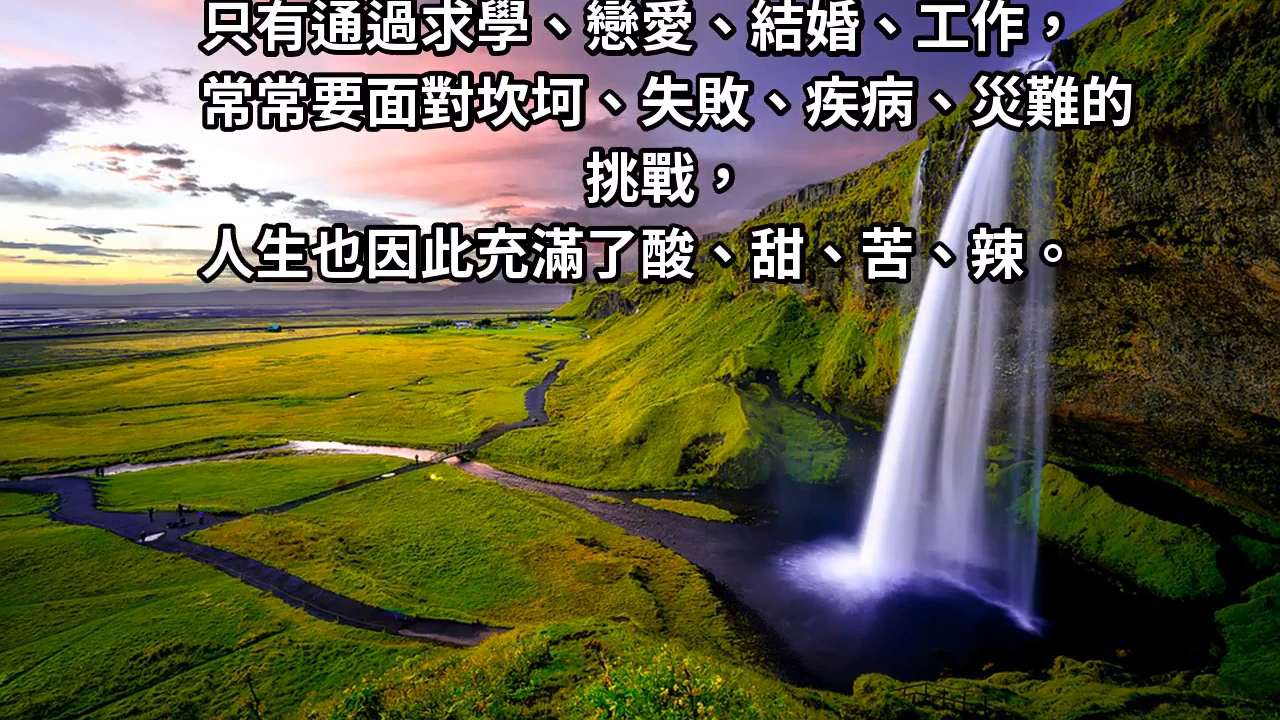 只有通過求學、戀愛、結婚、工作，
常常要面對坎坷、失敗、疾病、災難的
挑戰，
人生也因此充滿了酸、甜、苦、辣。